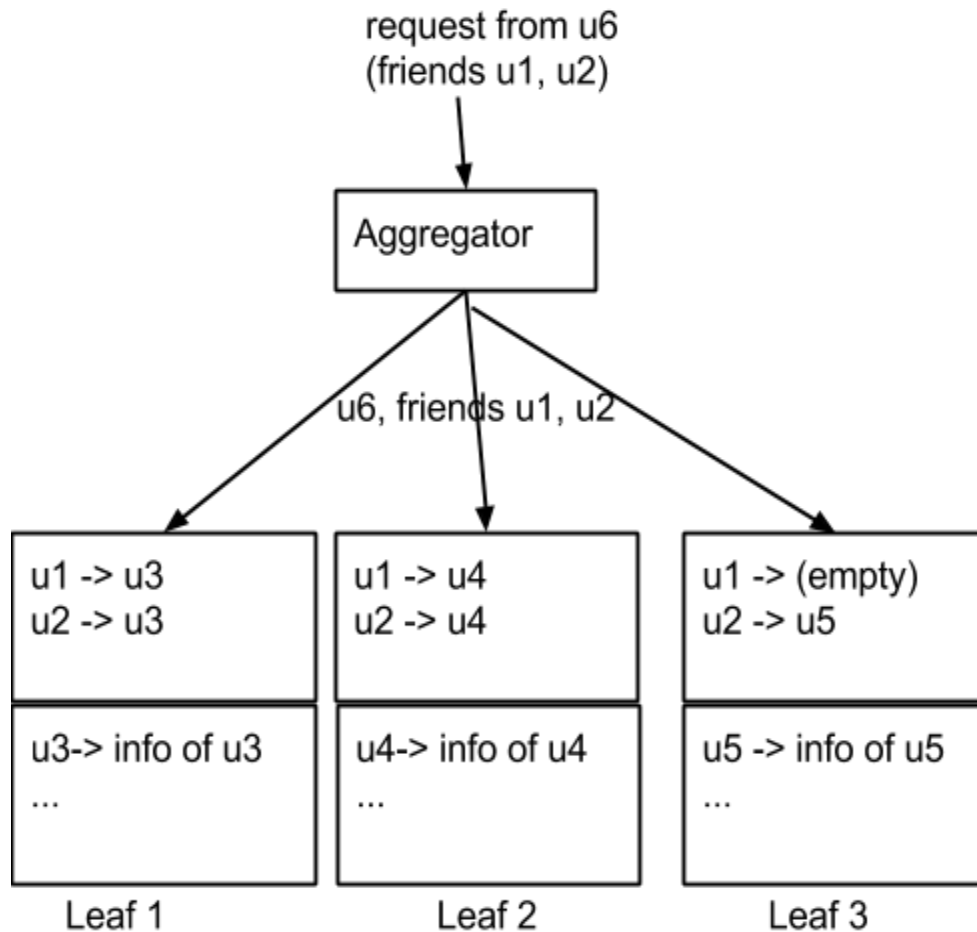 request from u6
(friends u1, u2)
Aggregator
u6, friends u1, u2
u1 -> u3
u2 -> u3
u1 -> u4
u2 -> u4
u1 -> (empty)
u2 -> u5
u3-> info of u3
...
u4-> info of u4
...
u5 -> info of u5
...
Leaf 1
Leaf 2
Leaf 3